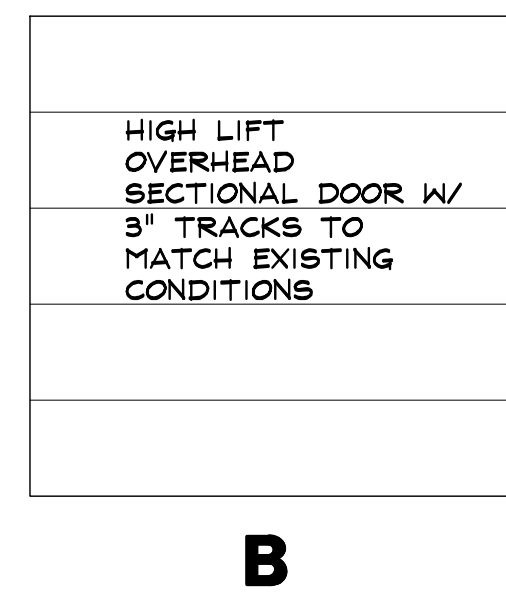 HIGH LIFT
OVERHEAD
SECTIONAL DOOR W/
3" TRACKS TO
MATCH EXISTING
CONDITIONS
B